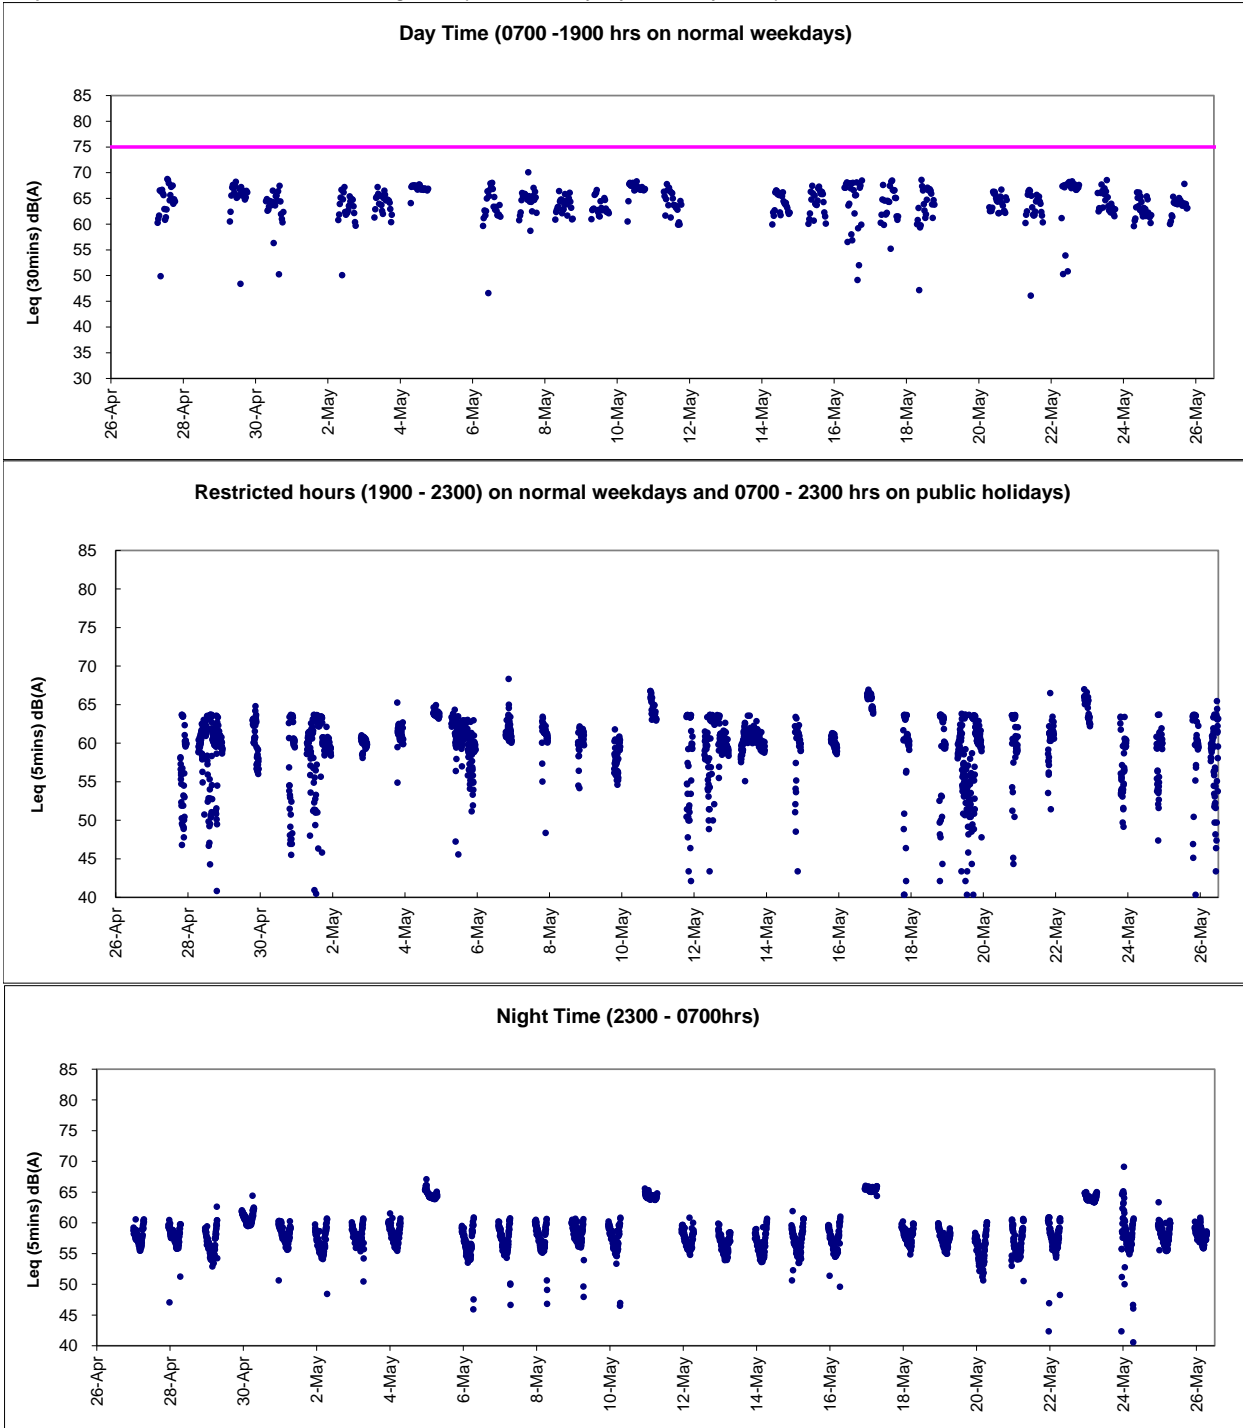 Day Time (0700 -1900 hrs on normal weekdays)
Leq (30mins) dB(A)
85
80
75
70
65
60
55
50
45
40
35
30
26-Apr
28-Apr
30-Apr
2-May
4-May
6-May
8-May
10-May
12-May
14-May
16-May
18-May
20-May
22-May
24-May
26-May
Restricted hours (1900 - 2300) on normal weekdays and 0700 - 2300 hrs on public holidays)
Leq (5mins) dB(A)
85
80
75
70
65
60
55
50
45
40
26-Apr
28-Apr
30-Apr
2-May
4-May
6-May
8-May
10-May
12-May
14-May
16-May
18-May
20-May
22-May
24-May
26-May
Night Time (2300 - 0700hrs)
Leq (5mins) dB(A)
85
80
75
70
65
60
55
50
45
40
26-Apr
28-Apr
30-Apr
2-May
4-May
6-May
8-May
10-May
12-May
14-May
16-May
18-May
20-May
22-May
24-May
26-May